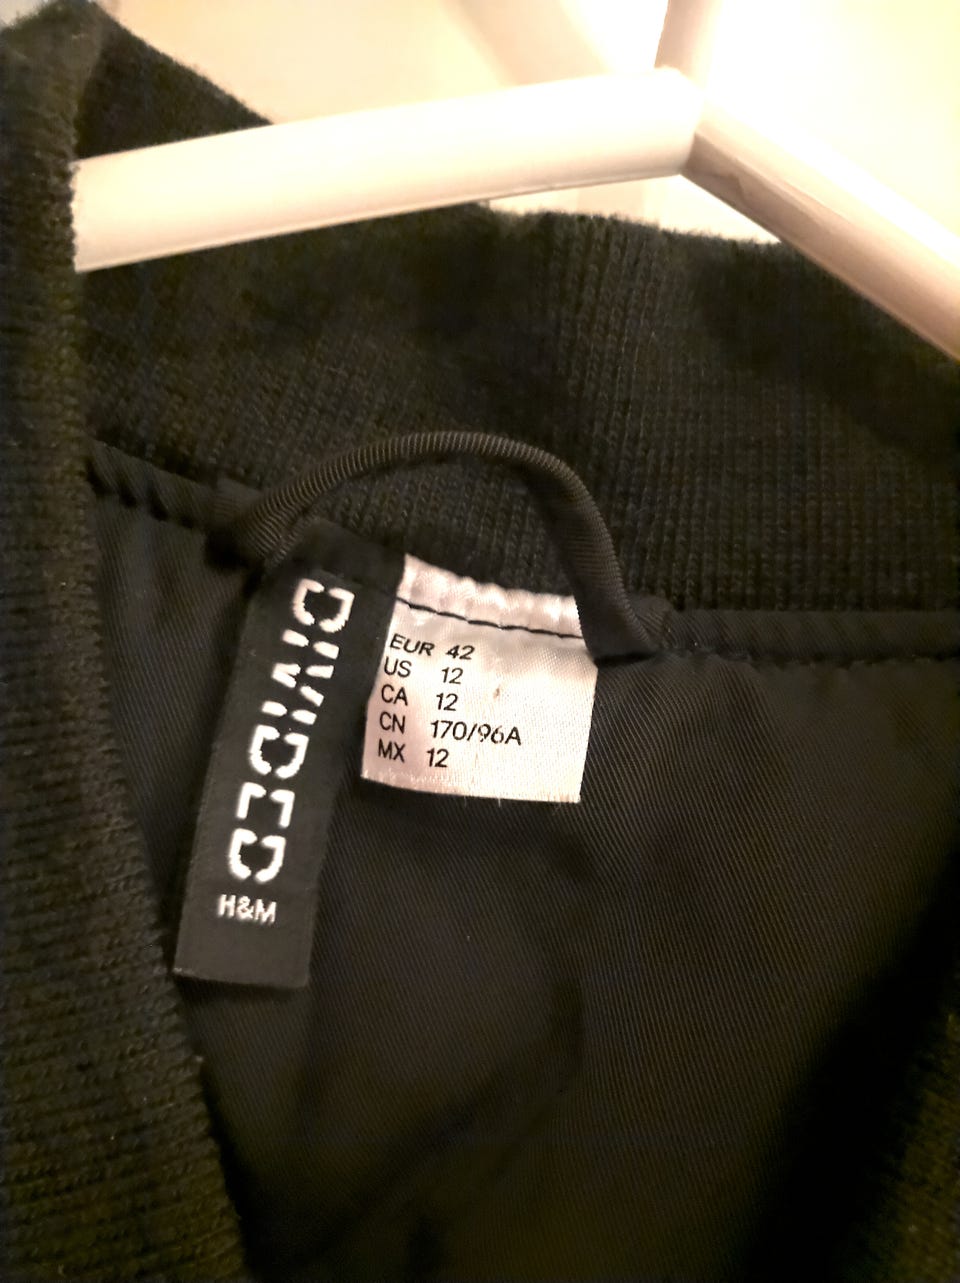 DIVIDED
H&M
EUR 42
US 12
CA 12
CN 170/96A
MX 12